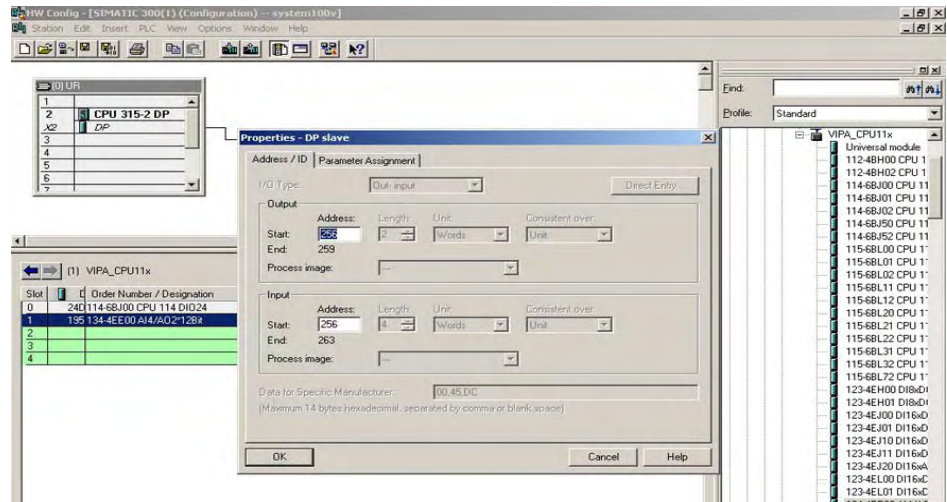 HW Config - [SIMATIC 300(1) (Configuration) -- system100v]
Station Edit Insert PLC View Options Window Help
(0) UR
1
2 CPU 315-2 DP
X2 DP
3
4
5
6
7
(1) VIPA_CPU11x
Slot Order Number / Designation
0 240 114-6BJ00 CPU 114 DIO24
1 195 134-4EE00 AI4/AO2*12Bit
2
3
4
Properties - DP slave
Address / ID Parameter Assignment
I/O Type: Out- input Direct Entry...
Output
Address: Length: Unit: Consistent over:
Start: 256 2 Words Unit
End: 259
Process image: ---
Input
Address: Length: Unit: Consistent over:
Start: 256 4 Words Unit
End: 263
Process image: ---
Data for Specific Manufacturer: 00,45,DC
(Maximum 14 bytes hexadecimal, separated by comma or blank space)
OK Cancel Help
Find:
Profile: Standard
VIPA_CPU11x
Universal module
112-4BH00 CPU 1
112-4BH02 CPU 1
114-6BJ00 CPU 11
114-6BJ01 CPU 11
114-6BJ02 CPU 11
114-6BJ50 CPU 11
114-6BJ52 CPU 11
115-6BL00 CPU 1
115-6BL01 CPU 1
115-6BL02 CPU 1
115-6BL11 CPU 1
115-6BL12 CPU 1
115-6BL20 CPU 1
115-6BL21 CPU 1
115-6BL22 CPU 1
115-6BL31 CPU 1
115-6BL32 CPU 1
115-6BL72 CPU 1
123-4EH00 DI8xD
123-4EH01 DI8xD
123-4EJ00 DI16xD
123-4EJ01 DI16xD
123-4EJ10 DI16xD
123-4EJ11 DI16xD
123-4EJ20 DI16xA
123-4EL00 DI16xD
123-4EL01 DI16xD